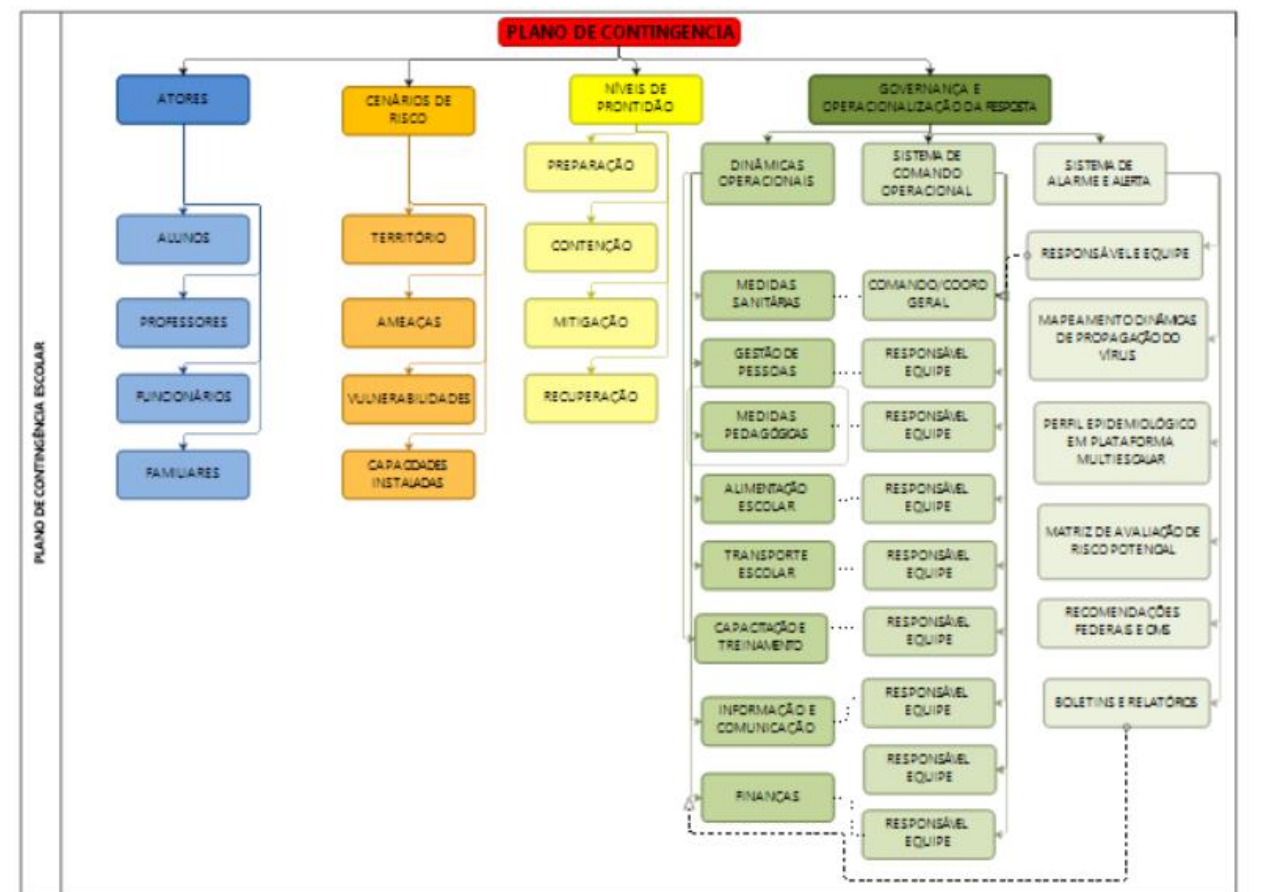 PLANO DE CONTINGÊNCIA ESCOLAR
PLANO DE CONTINGENCIA
ATORES
ALUNOS
PROFESSORES
FUNCIONÁRIOS
FAMILIARES
CENÁRIOS DE
RISCO
TERRITÓRIO
AMEAÇAS
VULNERABILIDADES
CAPACIDADES
INSTALADAS
NÍVEIS DE
PRONTIDÃO
PREPARAÇÃO
CONTENÇÃO
MITIGAÇÃO
RECUPERAÇÃO
GOVERNANÇA E
OPERACIONALIZAÇÃO DA RESPOSTA
DINÂMICAS
OPERACIONAIS
MEDIDAS
SANITÁRIAS
GESTÃO DE
PESSOAS
MEDIDAS
PEDAGÓGICAS
ALIMENTAÇÃO
ESCOLAR
TRANSPORTE
ESCOLAR
CAPACITAÇÃO E
TREINAMENTO
INFORMAÇÃO E
COMUNICAÇÃO
FINANÇAS
SISTEMA DE
COMANDO
OPERACIONAL
COMANDO/COORD
GERAL
RESPONSÁVEL
EQUIPE
RESPONSÁVEL
EQUIPE
RESPONSÁVEL
EQUIPE
RESPONSÁVEL
EQUIPE
RESPONSÁVEL
EQUIPE
RESPONSÁVEL
EQUIPE
RESPONSÁVEL
EQUIPE
RESPONSÁVEL
EQUIPE
SISTEMA DE
ALARME E ALERTA
RESPONSÁVEL E EQUIPE
MAPEAMENTO DINÂMICAS
DE PROPAGAÇÃO DO
VÍRUS
PERFIL EPIDEMIOLÓGICO
EM PLATAFORMA
MULTIESCALAR
MATRIZ DE AVALIAÇÃO DE
RISCO POTENCIAL
RECOMENDAÇÕES
FEDERAIS E OMS
BOLETINS E RELATÓRIOS